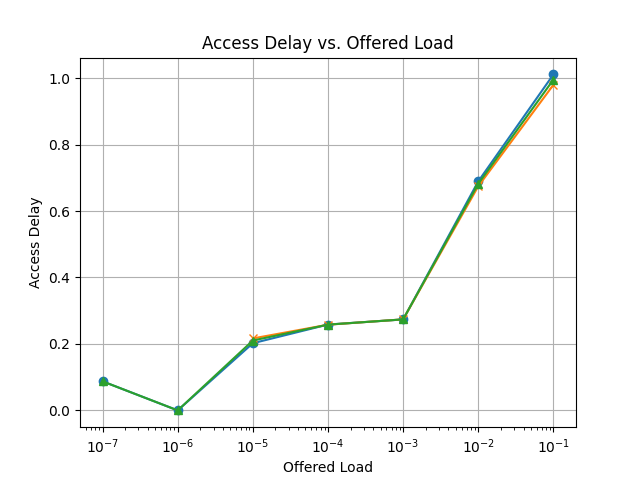 Access Delay vs. Offered Load
1.0
0.8
0.6
0.4
0.2
0.0
Access Delay
10⁻⁷ 10⁻⁶ 10⁻⁵ 10⁻⁴ 10⁻³ 10⁻² 10⁻¹
Offered Load